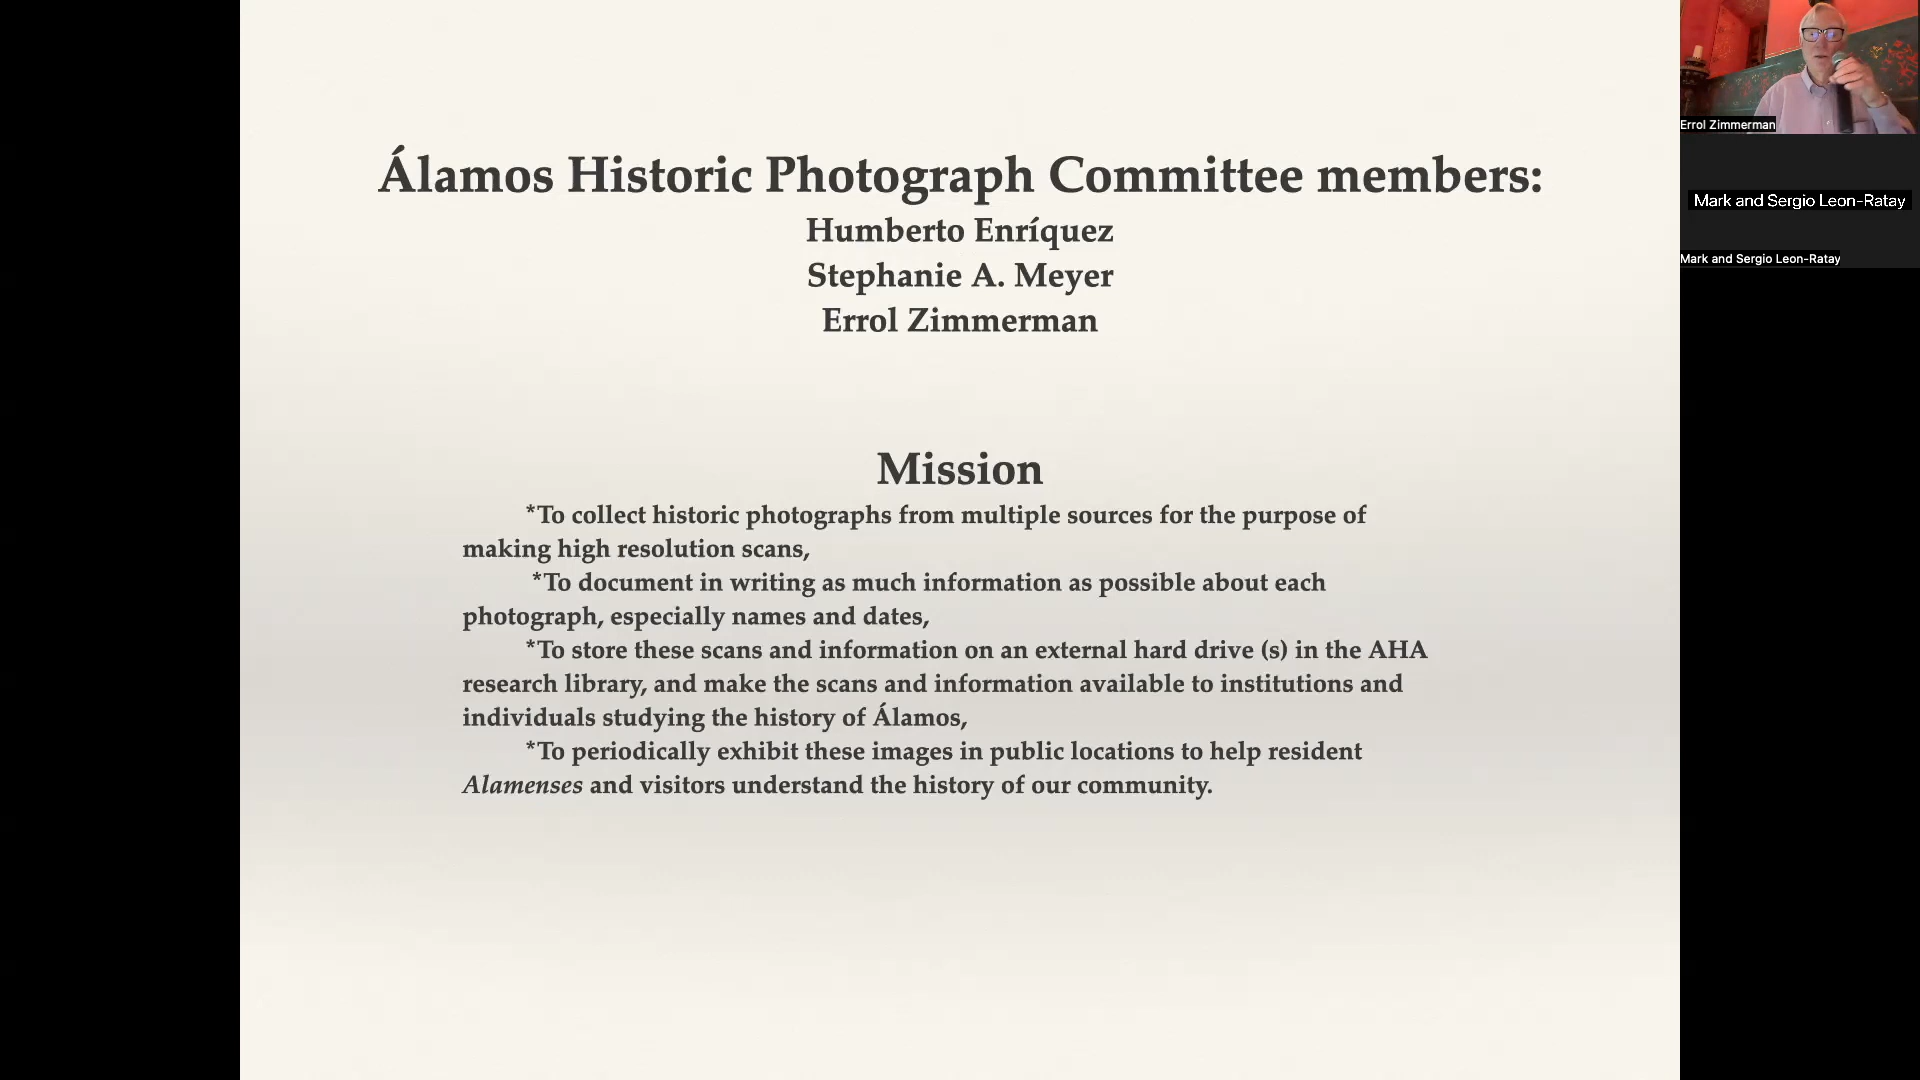 Álamos Historic Photograph Committee members:
Humberto Enríquez
Stephanie A. Meyer
Errol Zimmerman
Mission
*To collect historic photographs from multiple sources for the purpose of
making high resolution scans,
*To document in writing as much information as possible about each
photograph, especially names and dates,
*To store these scans and information on an external hard drive (s) in the AHA
research library, and make the scans and information available to institutions and
individuals studying the history of Álamos,
*To periodically exhibit these images in public locations to help resident
Alamenses and visitors understand the history of our community.
Errol Zimmerman
Mark and Sergio Leon-Ratay
Mark and Sergio Leon-Ratay